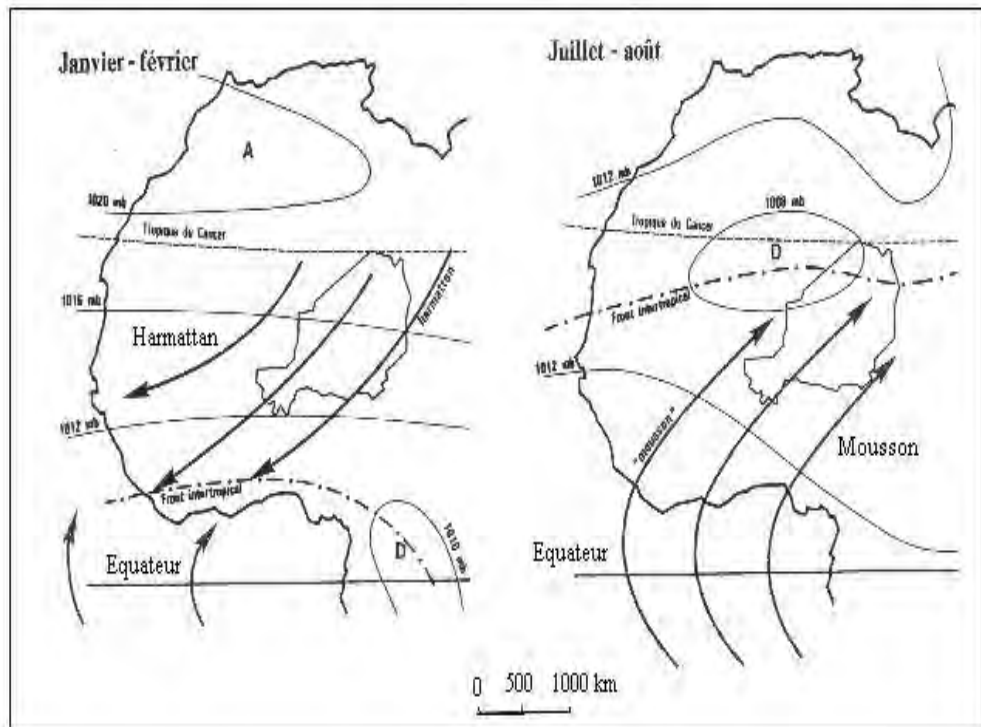 Janvier - février
A
1020 mb
Tropique du Cancer
1016 mb
Harmattan
harmattan
1012 mb
Front intertropical
D
1010 mb
Equateur
Juillet - août
1012 mb
1008 mb
Tropique du Cancer
D
Front intertropical
1012 mb
"mousson"
Mousson
Equateur
0 500 1000 km